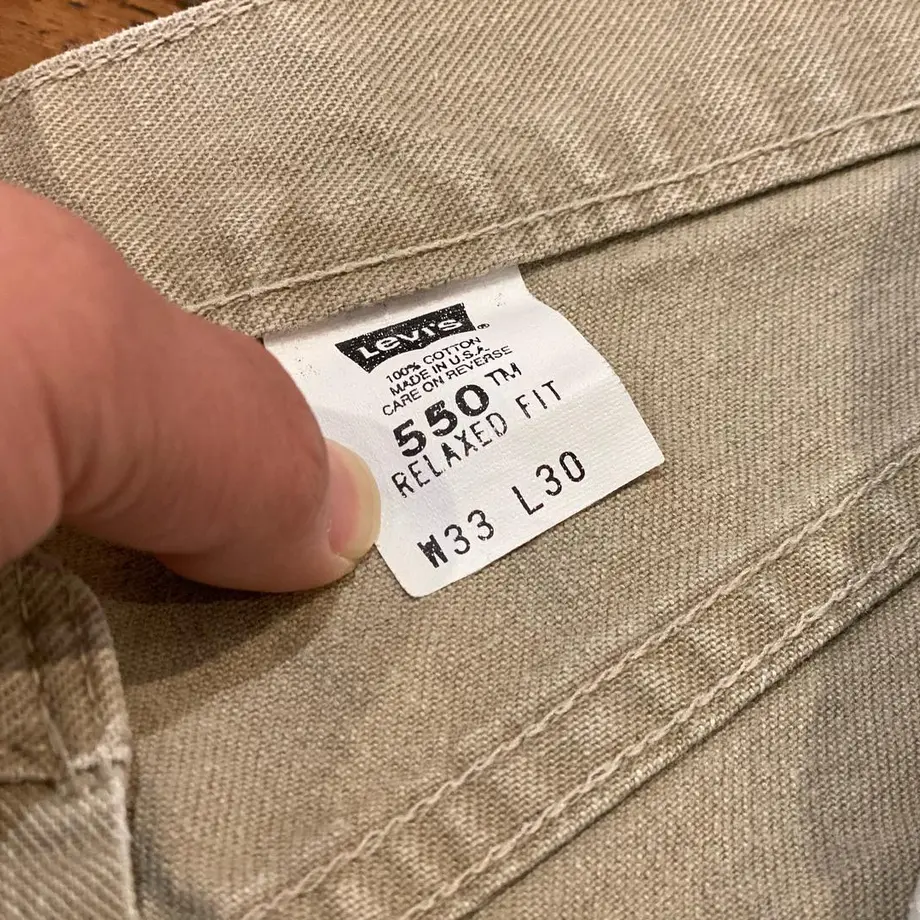 LEVI'S®
100% COTTON
MADE IN U.S.A.
CARE ON REVERSE
550™
RELAXED FIT
W33 L30